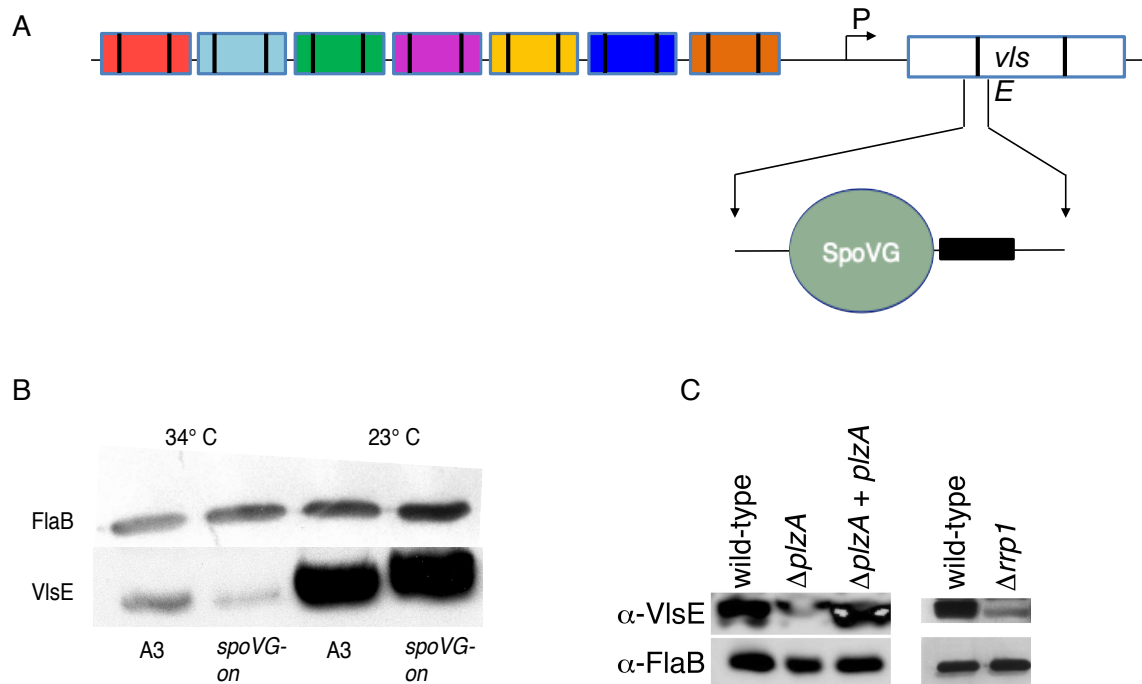 A
P
vls
E
SpoVG
B
34° C
23° C
FlaB
VlsE
A3
spoVG-
on
A3
spoVG-
on
C
wild-type
ΔplzA
ΔplzA + plzA
wild-type
Δrrp1
α-VlsE
α-FlaB